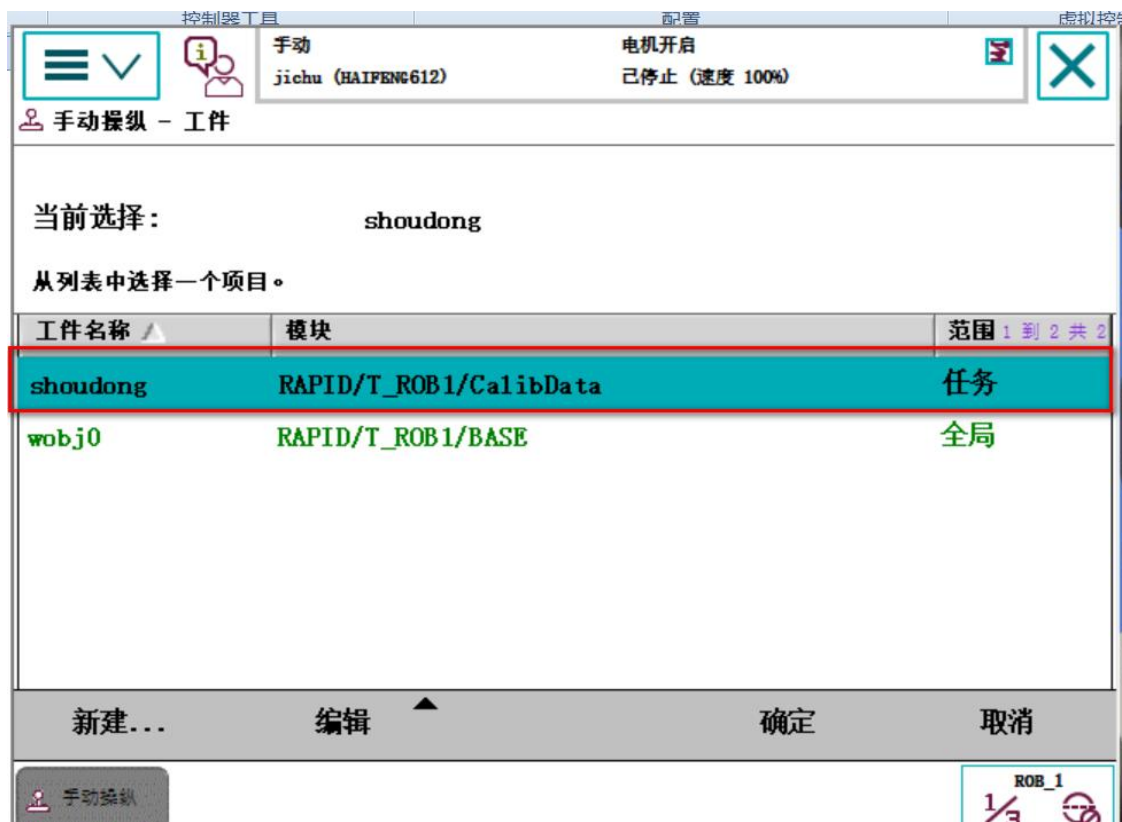 控制器工具 配置 虚拟控制
手动 电机开启
jichu (HAIFENG612) 已停止 (速度 100%)
手动操纵 - 工件
当前选择: shoudong
从列表中选择一个项目。
工件名称 模块 范围 1 到 2 共 2
shoudong RAPID/T_ROB1/CalibData 任务
wobj0 RAPID/T_ROB1/BASE 全局
新建... 编辑 确定 取消
手动操纵 ROB_1
1/3